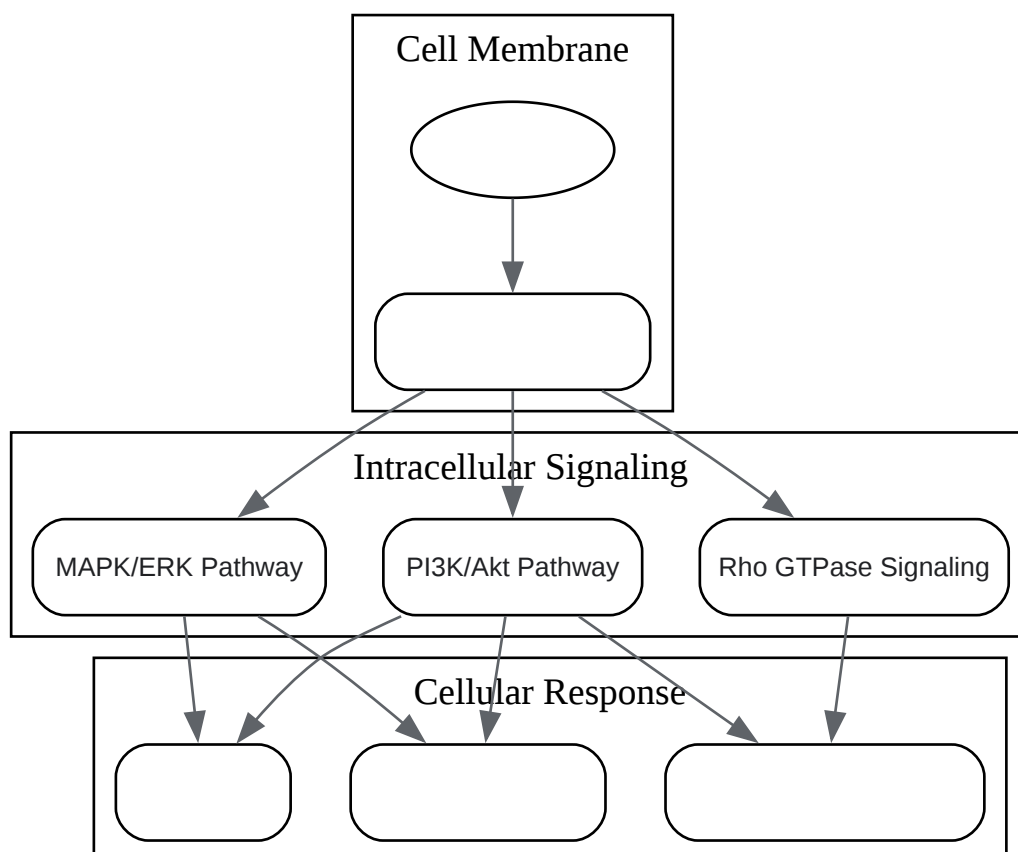 Cell Membrane
Intracellular Signaling
MAPK/ERK Pathway
PI3K/Akt Pathway
Rho GTPase Signaling
Cellular Response